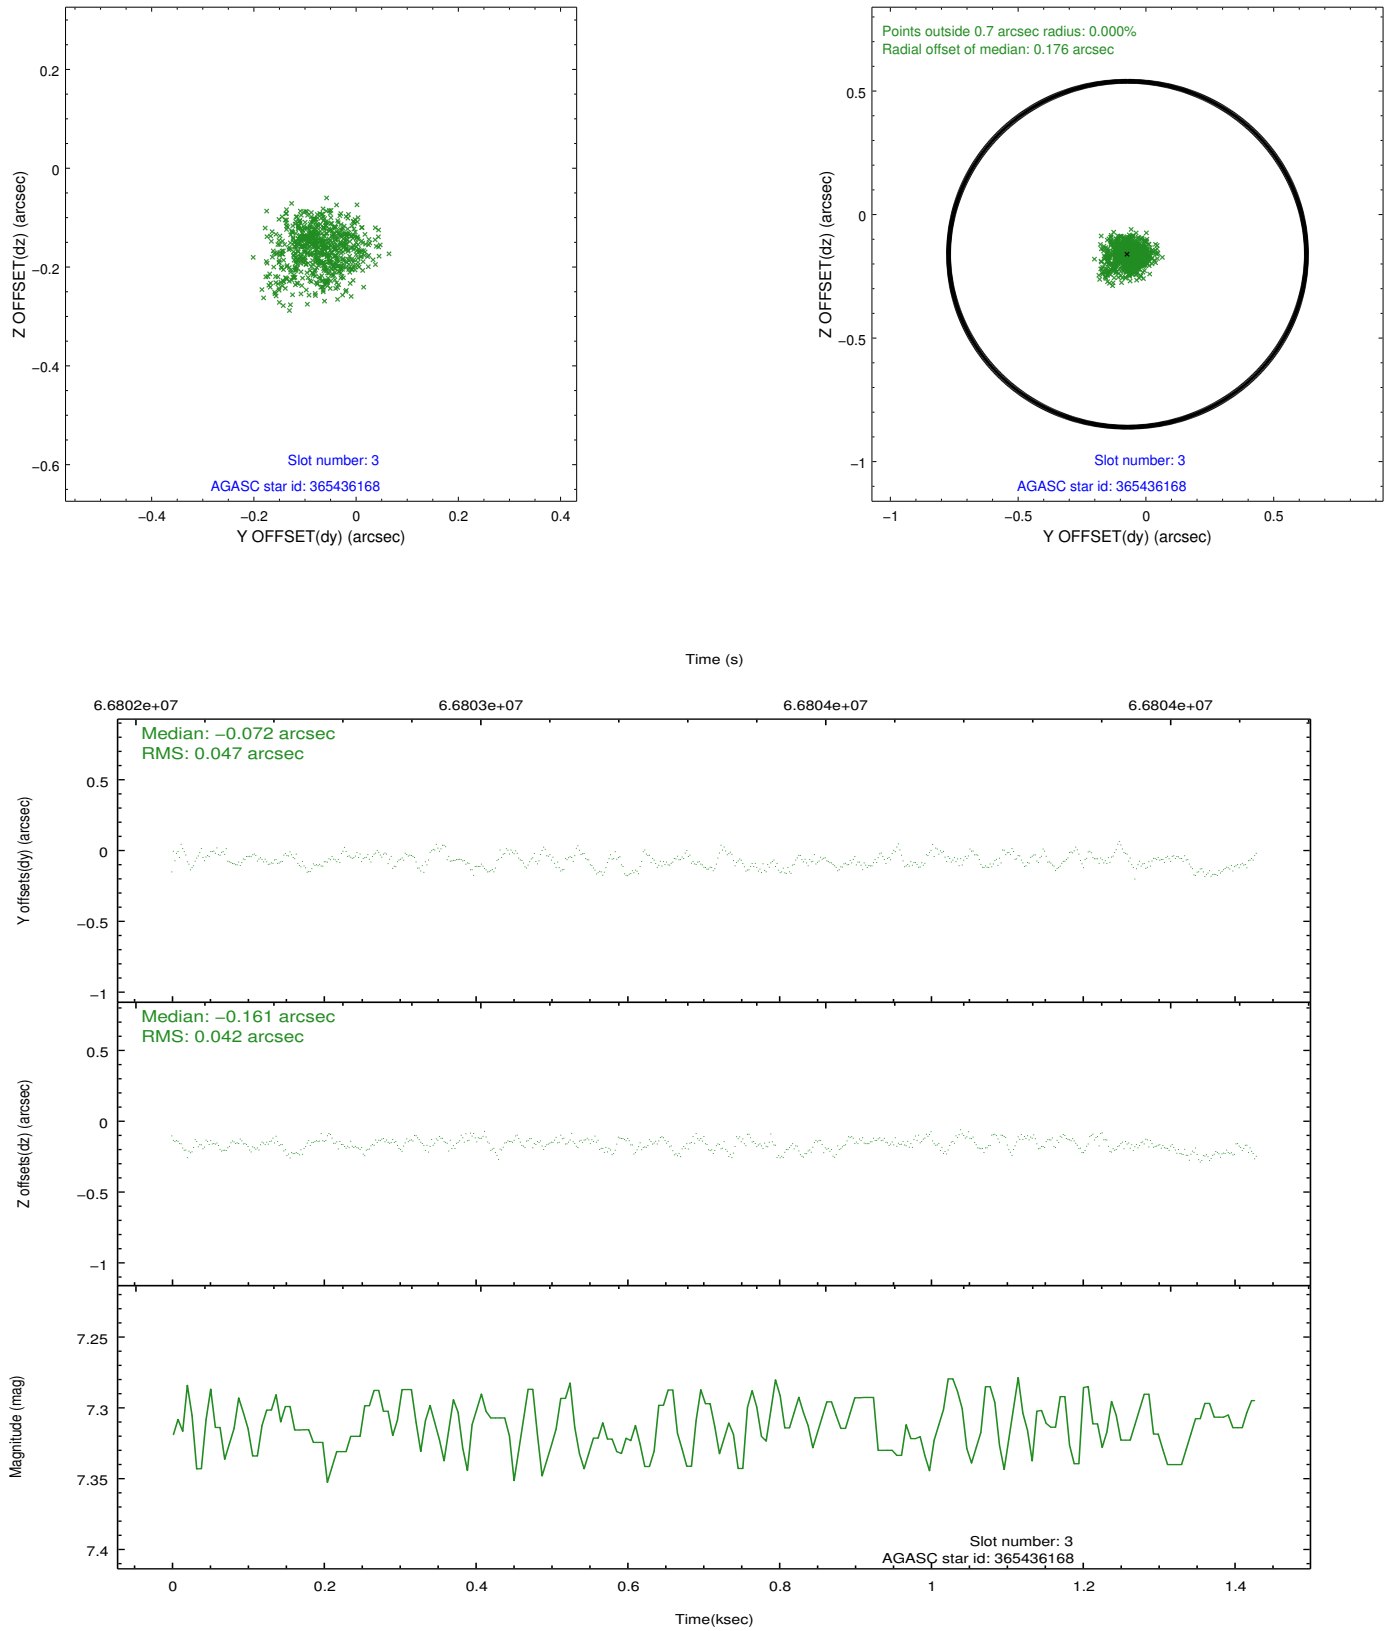 0.2
0
−0.2
−0.4
−0.6
Z OFFSET(dz) (arcsec)
Slot number: 3
AGASC star id: 365436168
−0.4 −0.2 0 0.2 0.4
Y OFFSET(dy) (arcsec)
Points outside 0.7 arcsec radius: 0.000%
Radial offset of median: 0.176 arcsec
0.5
0
−0.5
−1
Z OFFSET(dz) (arcsec)
Slot number: 3
AGASC star id: 365436168
−1 −0.5 0 0.5
Y OFFSET(dy) (arcsec)
Time (s)
6.6802e+07 6.6803e+07 6.6804e+07 6.6804e+07
Median: −0.072 arcsec
RMS: 0.047 arcsec
0.5
0
−0.5
−1
Y offsets(dy) (arcsec)
Median: −0.161 arcsec
RMS: 0.042 arcsec
0.5
0
−0.5
−1
Z offsets(dz) (arcsec)
7.25
7.3
7.35
7.4
Magnitude (mag)
Slot number: 3
AGASC star id: 365436168
0 0.2 0.4 0.6 0.8 1 1.2 1.4
Time(ksec)